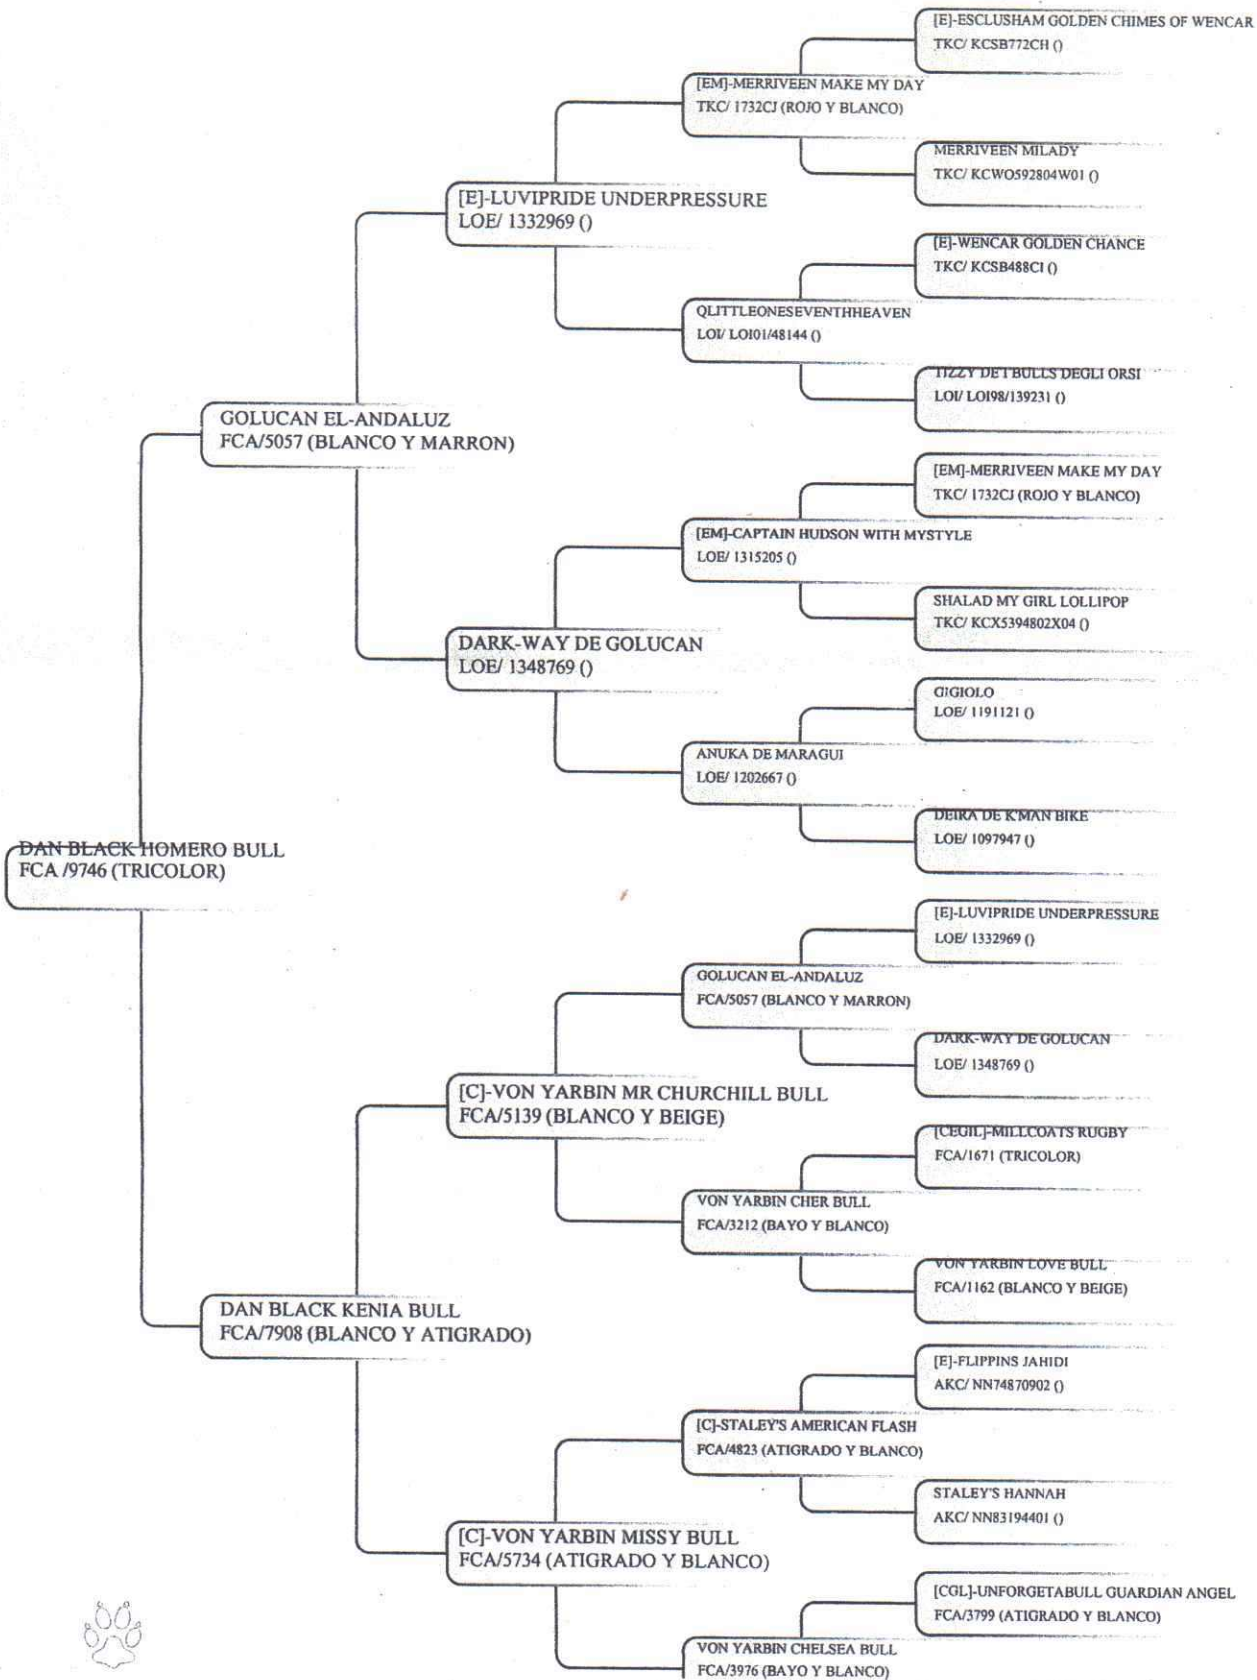 [E]-ESCLUSHAM GOLDEN CHIMES OF WENCAR
TKC/ KCSB772CH ()
[EM]-MERRIVEEN MAKE MY DAY
TKC/ 1732CJ (ROJO Y BLANCO)
MERRIVEEN MILADY
TKC/ KCWO592804W01 ()
[E]-LUVIPRIDE UNDERPRESSURE
LOE/ 1332969 ()
[E]-WENCAR GOLDEN CHANCE
TKC/ KCSB488CI ()
QLITTLEONESEVENTHHEAVEN
LOI/ LOI01/48144 ()
TIZZY DEI BULLS DEGLI ORSI
LOI/ LOI98/139231 ()
GOLUCAN EL-ANDALUZ
FCA/5057 (BLANCO Y MARRON)
[EM]-MERRIVEEN MAKE MY DAY
TKC/ 1732CJ (ROJO Y BLANCO)
[EM]-CAPTAIN HUDSON WITH MYSTYLE
LOE/ 1315205 ()
SHALAD MY GIRL LOLLIPOP
TKC/ KCX5394802X04 ()
DARK-WAY DE GOLUCAN
LOE/ 1348769 ()
GIGIOLO
LOE/ 1191121 ()
ANUKA DE MARAGUI
LOE/ 1202667 ()
DEIRA DE K'MAN BIKE
LOE/ 1097947 ()
DAN BLACK HOMERO BULL
FCA /9746 (TRICOLOR)
[E]-LUVIPRIDE UNDERPRESSURE
LOE/ 1332969 ()
GOLUCAN EL-ANDALUZ
FCA/5057 (BLANCO Y MARRON)
DARK-WAY DE GOLUCAN
LOE/ 1348769 ()
[C]-VON YARBIN MR CHURCHILL BULL
FCA/5139 (BLANCO Y BEIGE)
[CEGIL]-MILLCOATS RUGBY
FCA/1671 (TRICOLOR)
VON YARBIN CHER BULL
FCA/3212 (BAYO Y BLANCO)
VON YARBIN LOVE BULL
FCA/1162 (BLANCO Y BEIGE)
DAN BLACK KENIA BULL
FCA/7908 (BLANCO Y ATIGRADO)
[E]-FLIPPINS JAHIDI
AKC/ NN74870902 ()
[C]-STALEY'S AMERICAN FLASH
FCA/4823 (ATIGRADO Y BLANCO)
STALEY'S HANNAH
AKC/ NN83194401 ()
[C]-VON YARBIN MISSY BULL
FCA/5734 (ATIGRADO Y BLANCO)
[CGL]-UNFORGETABULL GUARDIAN ANGEL
FCA/3799 (ATIGRADO Y BLANCO)
VON YARBIN CHELSEA BULL
FCA/3976 (BAYO Y BLANCO)